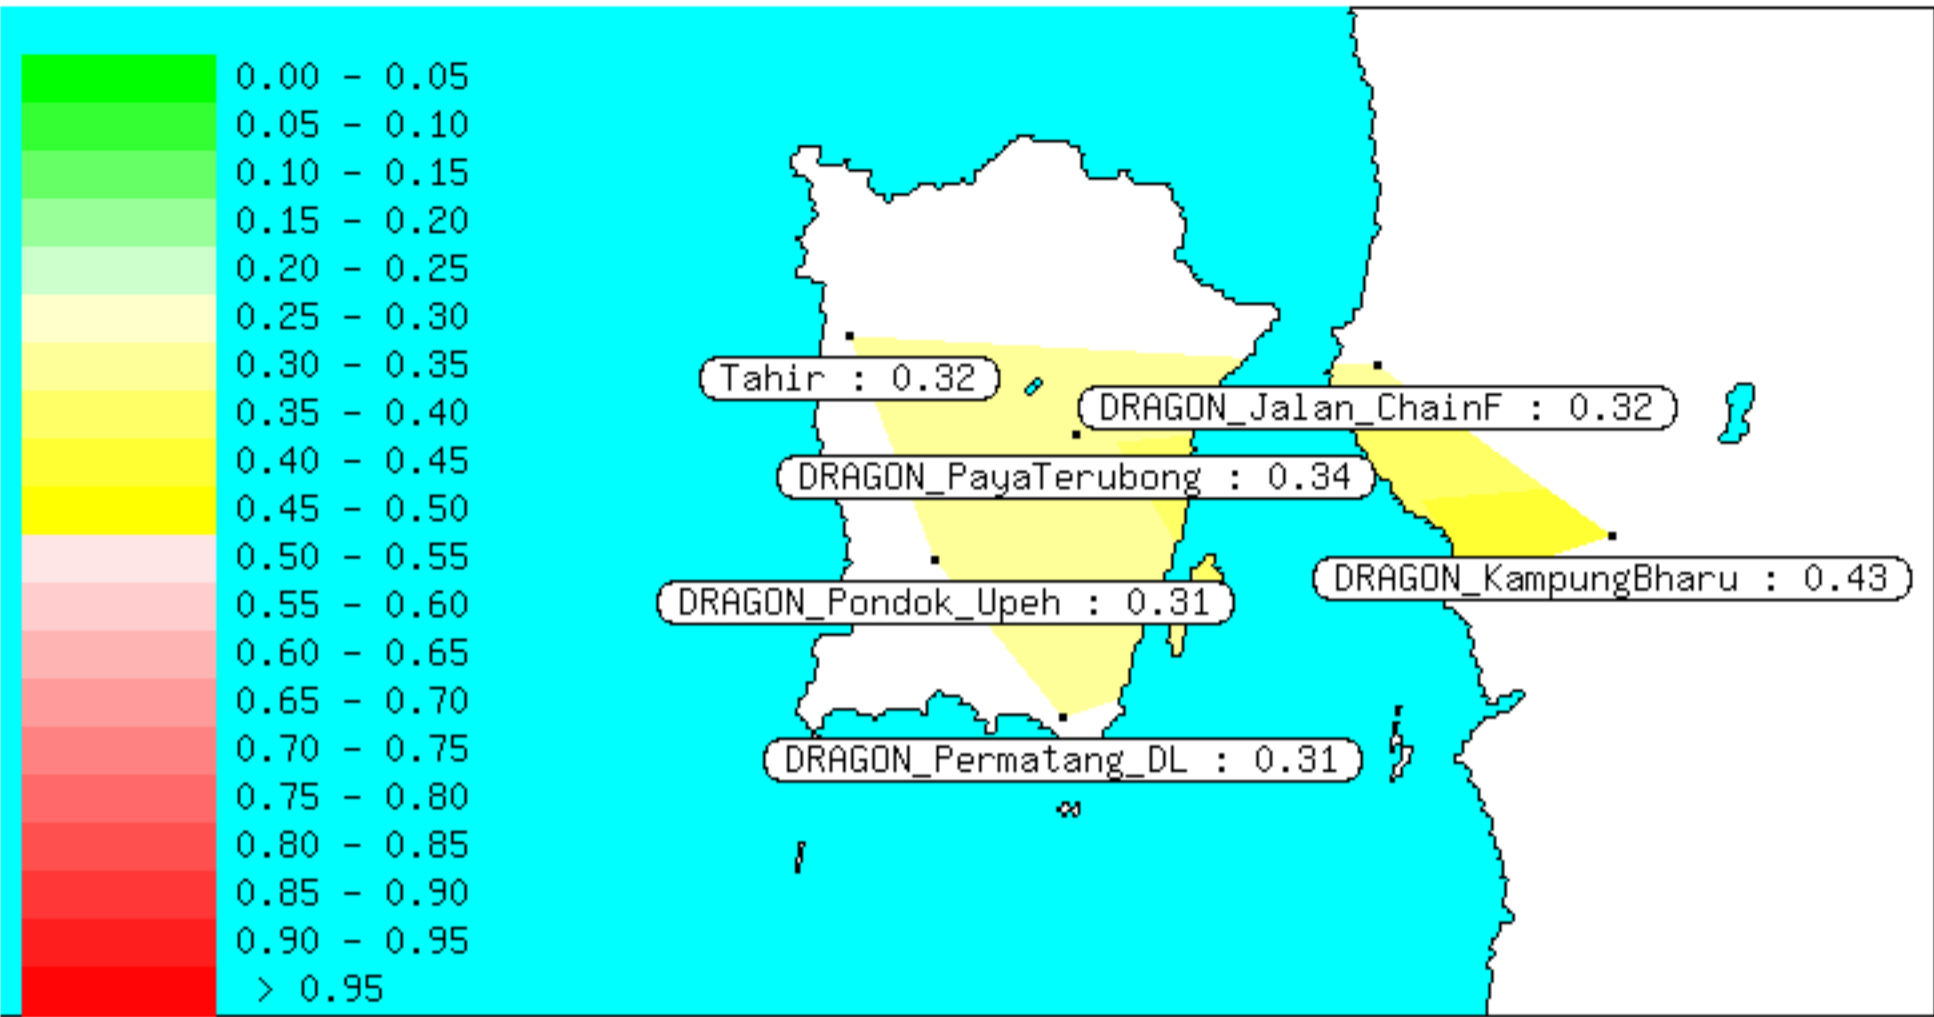 0.00 - 0.05
0.05 - 0.10
0.10 - 0.15
0.15 - 0.20
0.20 - 0.25
0.25 - 0.30
0.30 - 0.35
0.35 - 0.40
0.40 - 0.45
0.45 - 0.50
0.50 - 0.55
0.55 - 0.60
0.60 - 0.65
0.65 - 0.70
0.70 - 0.75
0.75 - 0.80
0.80 - 0.85
0.85 - 0.90
0.90 - 0.95
> 0.95
Tahir : 0.32
DRAGON_Jalan_ChainF : 0.32
DRAGON_PayaTerubong : 0.34
DRAGON_KampungBharu : 0.43
DRAGON_Pondok_Upeh : 0.31
DRAGON_Permatang_DL : 0.31